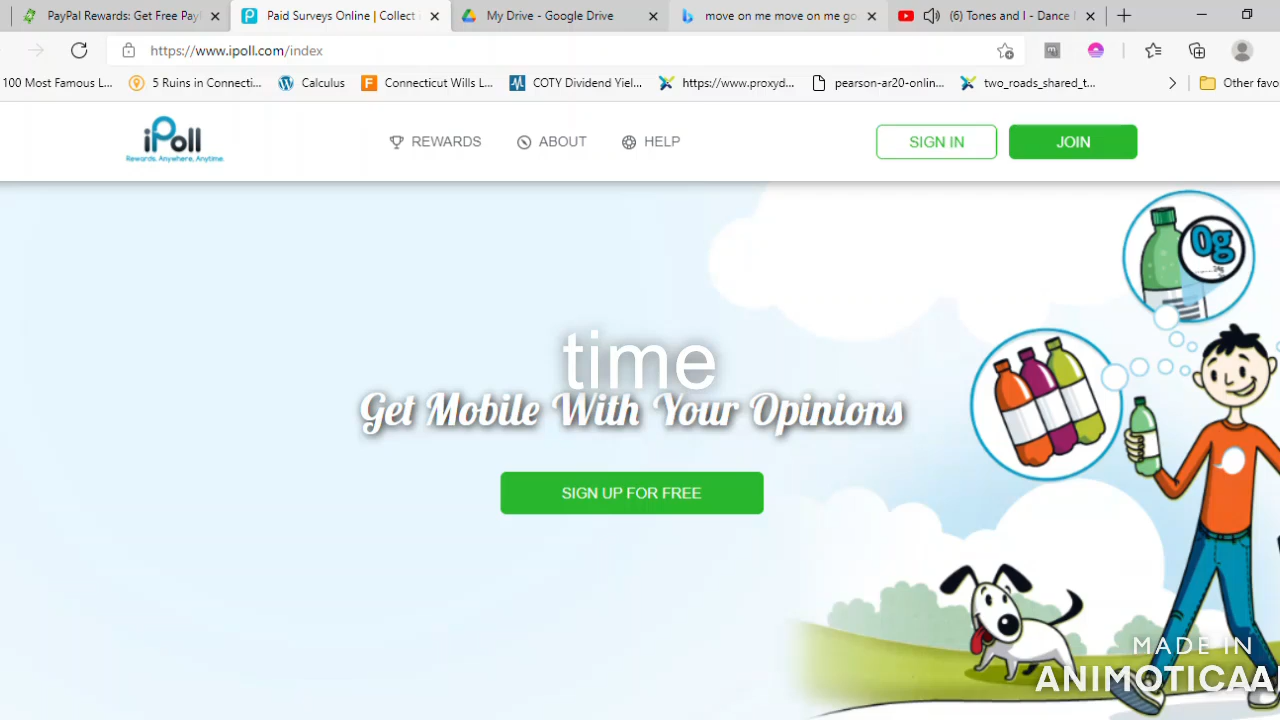 PayPal Rewards: Get Free Pay
Paid Surveys Online | Collect
My Drive - Google Drive
move on me move on me go
(6) Tones and I - Dance
https://www.ipoll.com/index
100 Most Famous L...
5 Ruins in Connecti...
Calculus
Connecticut Wills L...
COTY Dividend Yiel...
https://www.proxyd...
pearson-ar20-online...
two_roads_shared_t...
Other favo
iPoll
Rewards. Anywhere, Anytime.
REWARDS
ABOUT
HELP
SIGN IN
JOIN
0g
time
Get Mobile With Your Opinions
SIGN UP FOR FREE
MADE IN
ANIMOTICAA